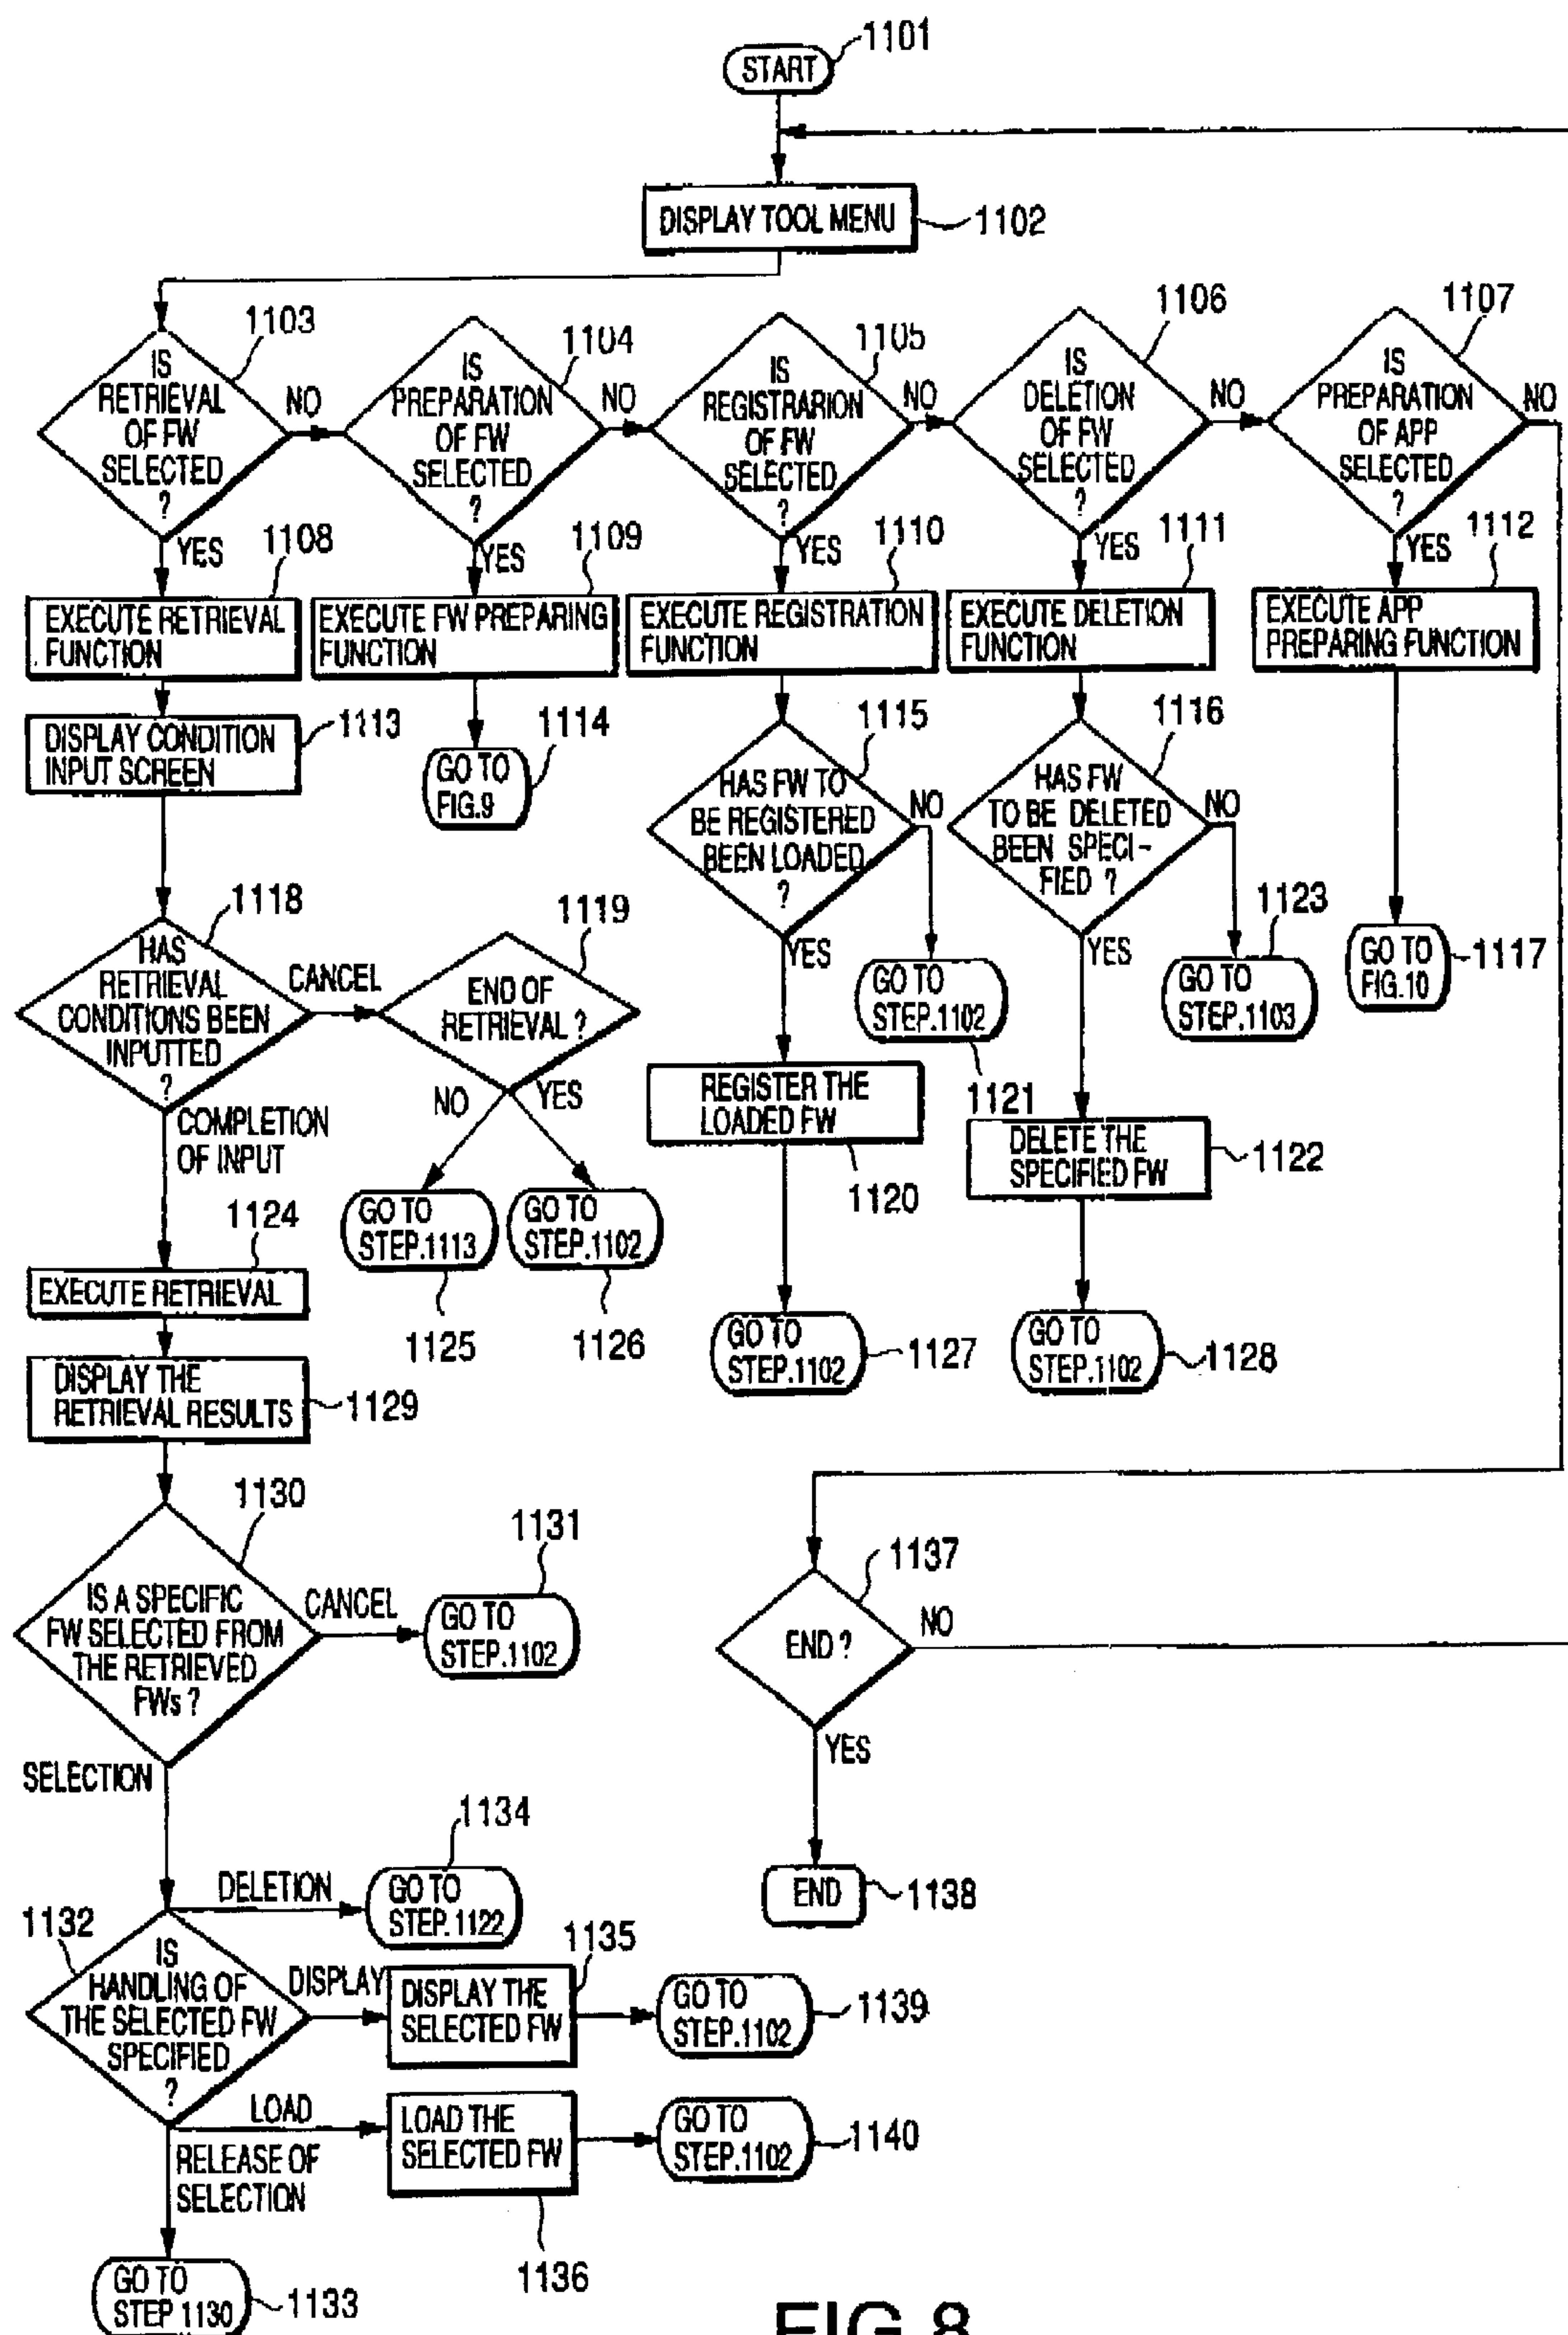 1101
START
DISPLAY TOOL MENU
1102
1103
IS
RETRIEVAL
OF FW
SELECTED
?
NO
YES
1104
IS
PREPARATION
OF FW
SELECTED
?
NO
YES
1105
IS
REGISTRARION
OF FW
SELECTED
?
NO
YES
1106
IS
DELETION
OF FW
SELECTED
?
NO
YES
1107
IS
PREPARATION
OF APP
SELECTED
?
NO
YES
1108
EXECUTE RETRIEVAL
FUNCTION
1109
EXECUTE FW PREPARING
FUNCTION
1110
EXECUTE REGISTRATION
FUNCTION
1111
EXECUTE DELETION
FUNCTION
1112
EXECUTE APP
PREPARING FUNCTION
DISPLAY CONDITION
INPUT SCREEN
1113
1114
GO TO
FIG.9
1115
HAS FW TO
BE REGISTERED
BEEN LOADED
?
NO
YES
1116
HAS FW
TO BE DELETED
BEEN SPECI-
FIED ?
NO
YES
GO TO
FIG.10
1117
1118
HAS
RETRIEVAL
CONDITIONS BEEN
INPUTTED
?
CANCEL
COMPLETION
OF INPUT
1119
END OF
RETRIEVAL ?
NO
YES
GO TO
STEP.1102
1121
1123
GO TO
STEP.1103
REGISTER THE
LOADED FW
1120
DELETE THE
SPECIFIED FW
1122
GO TO
STEP.1113
1125
GO TO
STEP.1102
1126
1124
EXECUTE RETRIEVAL
GO TO
STEP.1102
1127
GO TO
STEP.1102
1128
DISPLAY THE
RETRIEVAL RESULTS
1129
1130
IS A SPECIFIC
FW SELECTED FROM
THE RETRIEVED
FWs ?
CANCEL
SELECTION
1131
GO TO
STEP.1102
1137
END ?
NO
YES
END
1138
DELETION
1134
GO TO
STEP.1122
1132
IS
HANDLING OF
THE SELECTED FW
SPECIFIED
?
DISPLAY
1135
DISPLAY THE
SELECTED FW
GO TO
STEP.1102
1139
LOAD
LOAD THE
SELECTED FW
1136
GO TO
STEP.1102
1140
RELEASE OF
SELECTION
GO TO
STEP 1130
1133
FIG.8